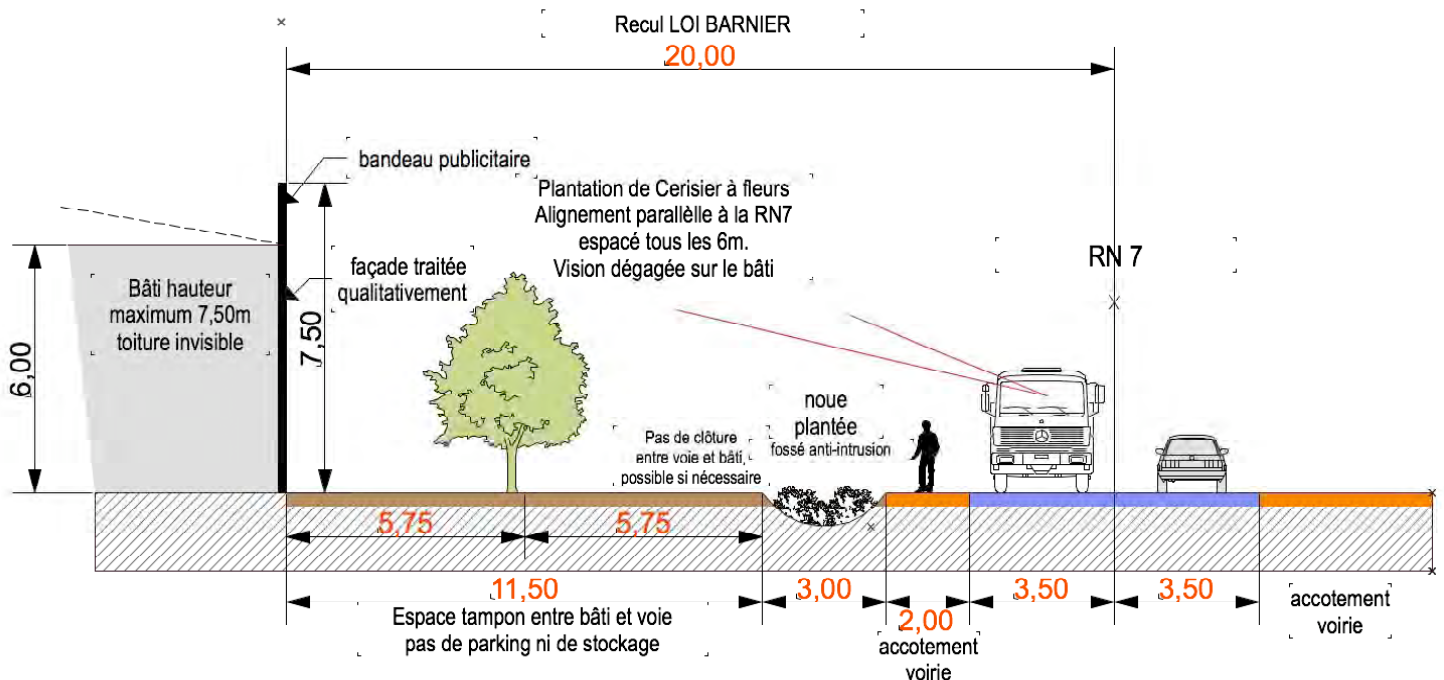 Recul LOI BARNIER
20,00
bandeau publicitaire
Plantation de Cerisier à fleurs
Alignement parallèlle à la RN7
espacé tous les 6m.
Vision dégagée sur le bâti
RN 7
façade traitée
qualitativement
Bâti hauteur
maximum 7,50m
toiture invisible
6,00
7,50
Pas de clôture
entre voie et bâti,
possible si nécessaire
noue
plantée
fossé anti-intrusion
5,75
5,75
11,50
3,00
2,00
3,50
3,50
Espace tampon entre bâti et voie
pas de parking ni de stockage
accotement
voirie
accotement
voirie